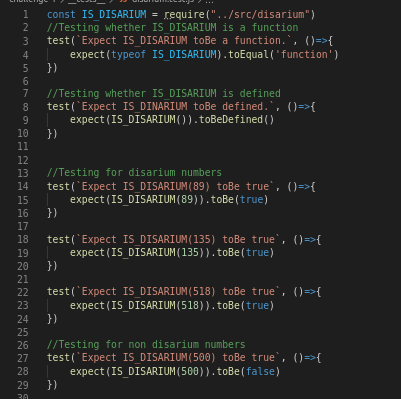 1 const IS_DISARIUM = require("../src/disarium")
2 //Testing whether IS_DISARIUM is a function
3 test(`Expect IS_DISARIUM toBe a function.`, ()=>{
4 expect(typeof IS_DISARIUM).toEqual('function')
5 })
6
7 //Testing whether IS_DISARIUM is defined
8 test(`Expect IS_DINARIUM toBe defined.`, ()=>{
9 expect(IS_DISARIUM()).toBeDefined()
10 })
11
12
13 //Testing for disarium numbers
14 test(`Expect IS_DISARIUM(89) toBe true`, ()=>{
15 expect(IS_DISARIUM(89)).toBe(true)
16 })
17
18 test(`Expect IS_DISARIUM(135) toBe true`, ()=>{
19 expect(IS_DISARIUM(135)).toBe(true)
20 })
21
22 test(`Expect IS_DISARIUM(518) toBe true`, ()=>{
23 expect(IS_DISARIUM(518)).toBe(true)
24 })
25
26 //Testing for non disarium numbers
27 test(`Expect IS_DISARIUM(500) toBe true`, ()=>{
28 expect(IS_DISARIUM(500)).toBe(false)
29 })
30